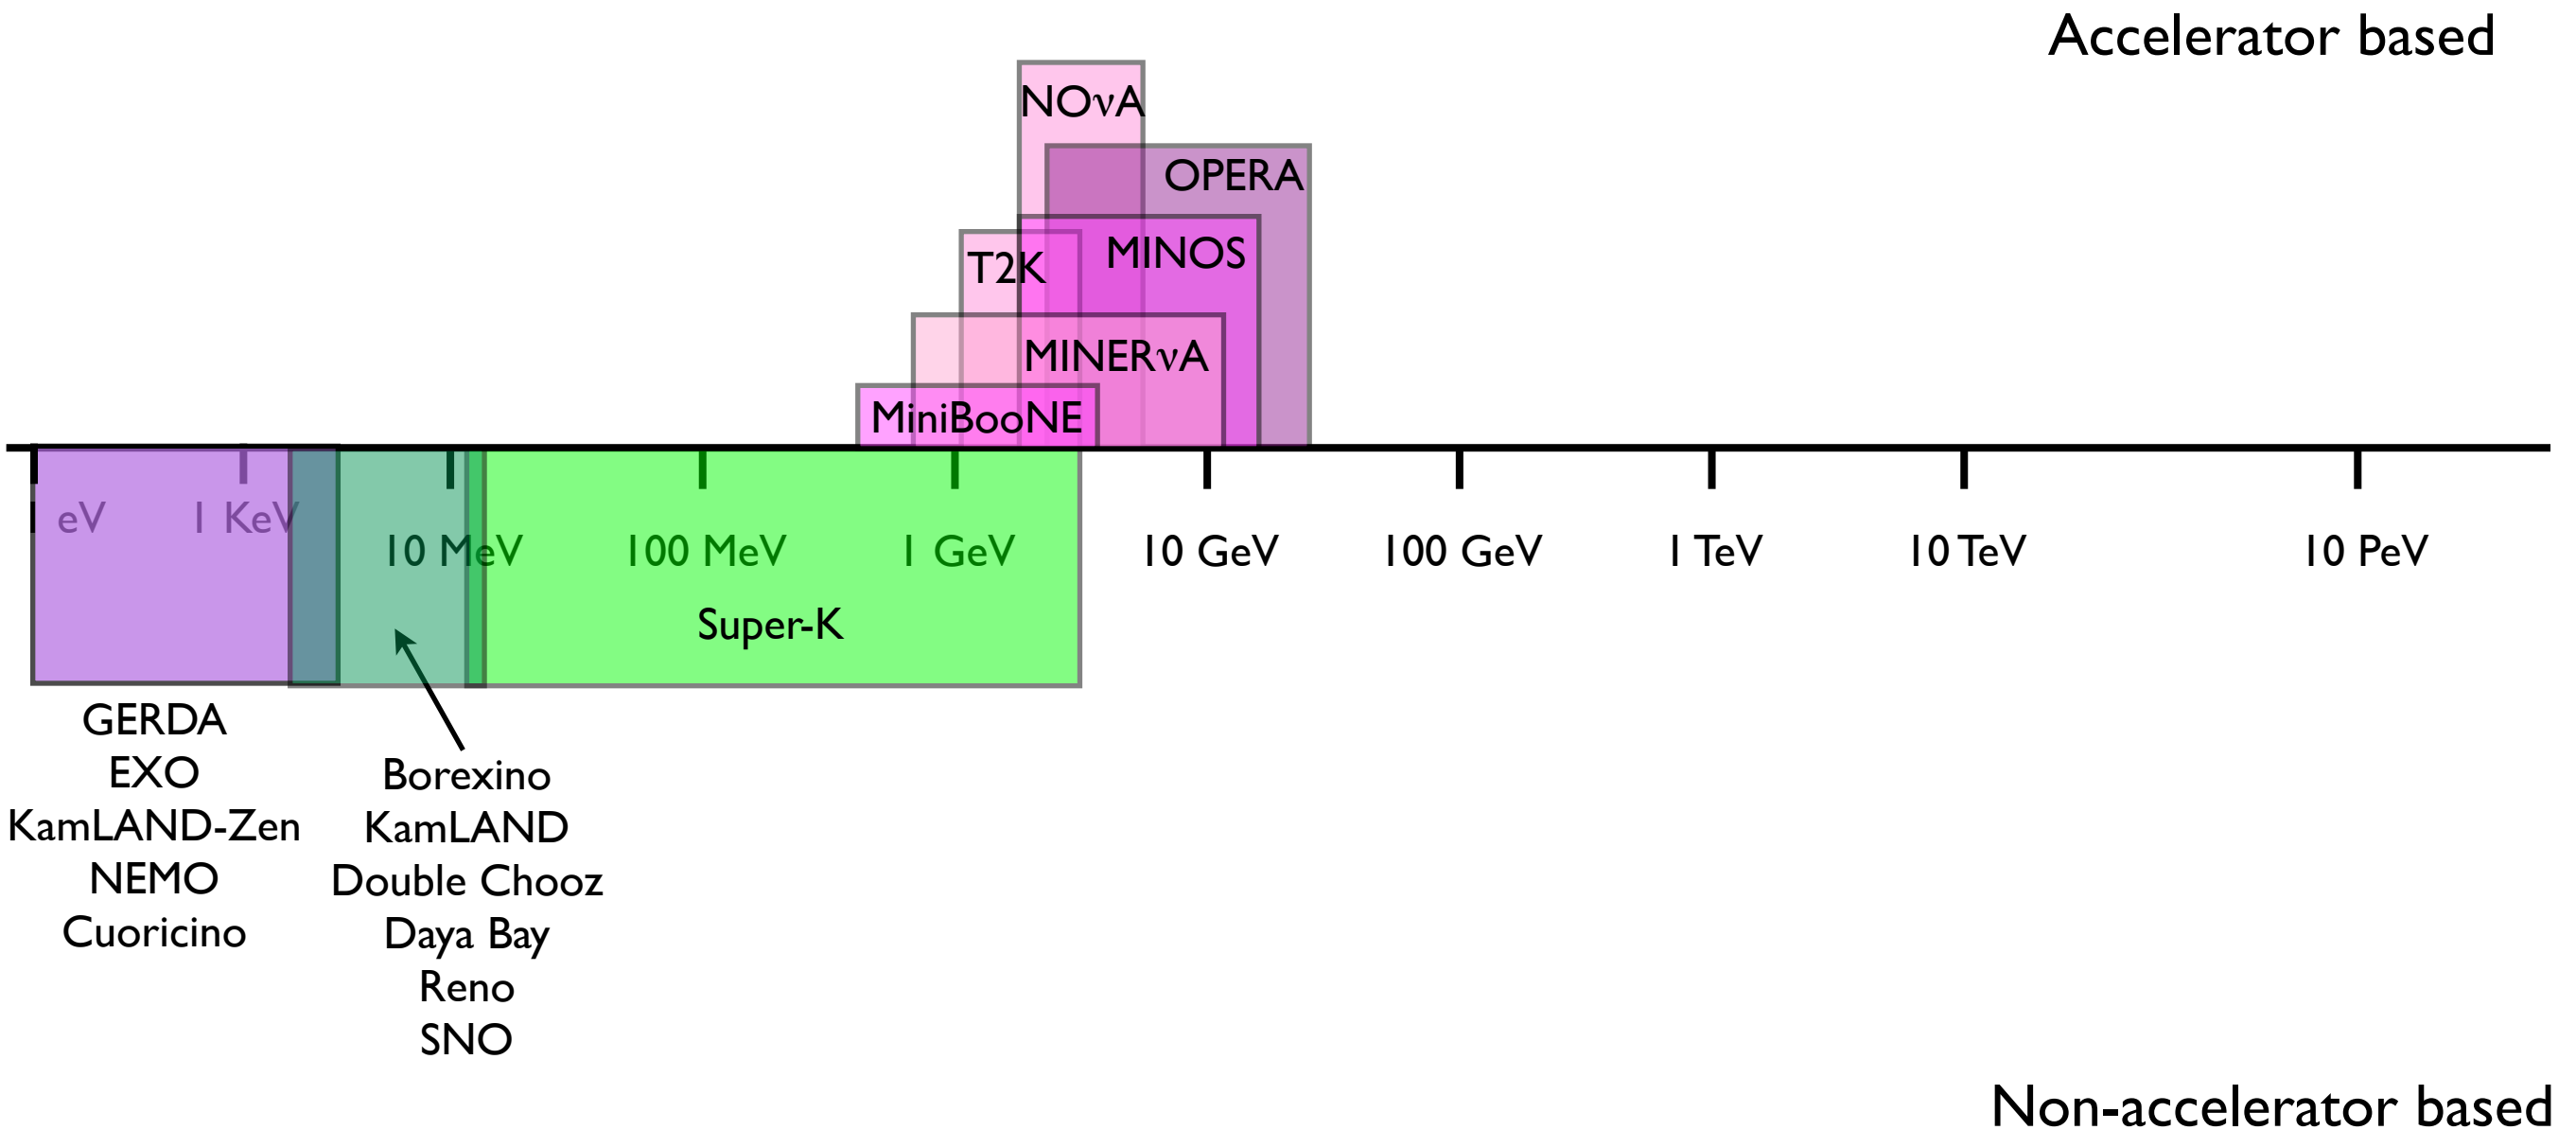 Accelerator based
NOνA
OPERA
MINOS
T2K
MINERνA
MiniBooNE
1 eV
1 KeV
10 MeV
100 MeV
1 GeV
10 GeV
100 GeV
1 TeV
10 TeV
10 PeV
Super-K
GERDA
EXO
KamLAND-Zen
NEMO
Cuoricino
Borexino
KamLAND
Double Chooz
Daya Bay
Reno
SNO
Non-accelerator based